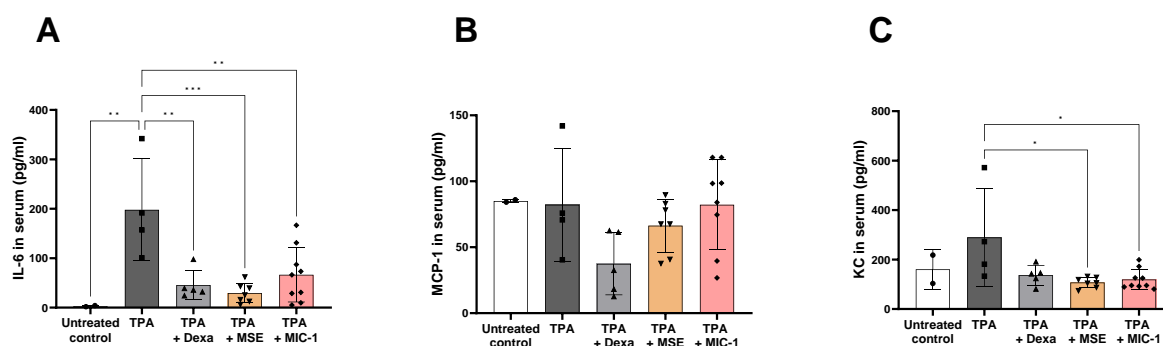 A
B
C
** 
***
** **
IL-6 in serum (pg/ml)
400
300
200
100
0
Untreated control
TPA
TPA + Dexa
TPA + MSE
TPA + MIC-1
MCP-1 in serum (pg/ml)
150
100
50
0
Untreated control
TPA
TPA + Dexa
TPA + MSE
TPA + MIC-1
*
*
KC in serum (pg/ml)
800
600
400
200
0
Untreated control
TPA
TPA + Dexa
TPA + MSE
TPA + MIC-1